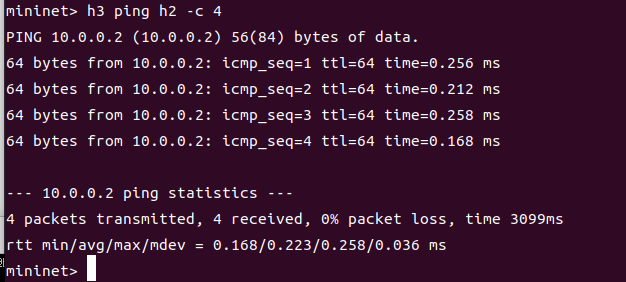 mininet> h3 ping h2 -c 4
PING 10.0.0.2 (10.0.0.2) 56(84) bytes of data.
64 bytes from 10.0.0.2: icmp_seq=1 ttl=64 time=0.256 ms
64 bytes from 10.0.0.2: icmp_seq=2 ttl=64 time=0.212 ms
64 bytes from 10.0.0.2: icmp_seq=3 ttl=64 time=0.258 ms
64 bytes from 10.0.0.2: icmp_seq=4 ttl=64 time=0.168 ms

--- 10.0.0.2 ping statistics ---
4 packets transmitted, 4 received, 0% packet loss, time 3099ms
rtt min/avg/max/mdev = 0.168/0.223/0.258/0.036 ms
mininet>